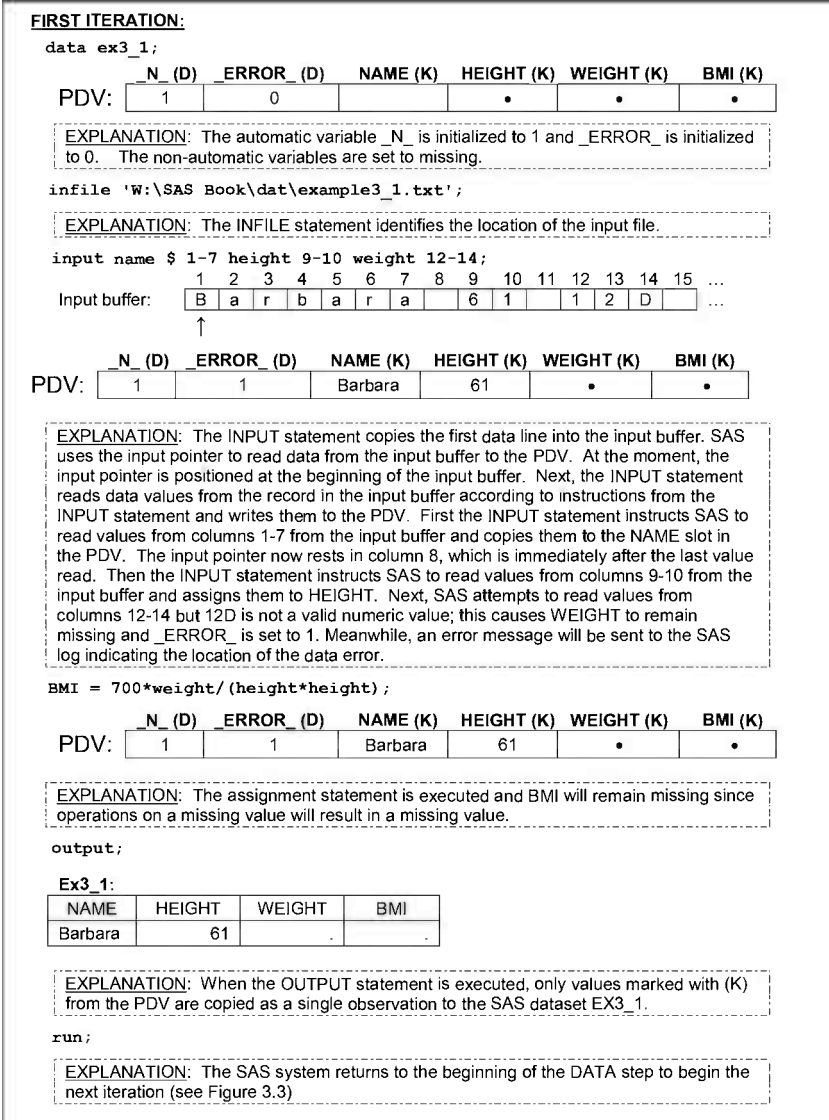 FIRST ITERATION:
data ex3_1;
_N_ (D) _ERROR_ (D) NAME (K) HEIGHT (K) WEIGHT (K) BMI (K)
PDV: 1 0 • • •
EXPLANATION: The automatic variable _N_ is initialized to 1 and _ERROR_ is initialized
to 0. The non-automatic variables are set to missing.
infile 'W:\SAS Book\dat\example3_1.txt';
EXPLANATION: The INFILE statement identifies the location of the input file.
input name $ 1-7 height 9-10 weight 12-14;
1 2 3 4 5 6 7 8 9 10 11 12 13 14 15 ...
Input buffer: B a r b a r a 6 1 1 2 D ...
↑
_N_ (D) _ERROR_ (D) NAME (K) HEIGHT (K) WEIGHT (K) BMI (K)
PDV: 1 1 Barbara 61 • •
EXPLANATION: The INPUT statement copies the first data line into the input buffer. SAS
uses the input pointer to read data from the input buffer to the PDV. At the moment, the
input pointer is positioned at the beginning of the input buffer. Next, the INPUT statement
reads data values from the record in the input buffer according to instructions from the
INPUT statement and writes them to the PDV. First the INPUT statement instructs SAS to
read values from columns 1-7 from the input buffer and copies them to the NAME slot in
the PDV. The input pointer now rests in column 8, which is immediately after the last value
read. Then the INPUT statement instructs SAS to read values from columns 9-10 from the
input buffer and assigns them to HEIGHT. Next, SAS attempts to read values from
columns 12-14 but 12D is not a valid numeric value; this causes WEIGHT to remain
missing and _ERROR_ is set to 1. Meanwhile, an error message will be sent to the SAS
log indicating the location of the data error.
BMI = 700*weight/(height*height);
_N_ (D) _ERROR_ (D) NAME (K) HEIGHT (K) WEIGHT (K) BMI (K)
PDV: 1 1 Barbara 61 • •
EXPLANATION: The assignment statement is executed and BMI will remain missing since
operations on a missing value will result in a missing value.
output;
Ex3_1:
NAME HEIGHT WEIGHT BMI
Barbara 61 . .
EXPLANATION: When the OUTPUT statement is executed, only values marked with (K)
from the PDV are copied as a single observation to the SAS dataset EX3_1.
run;
EXPLANATION: The SAS system returns to the beginning of the DATA step to begin the
next iteration (see Figure 3.3)